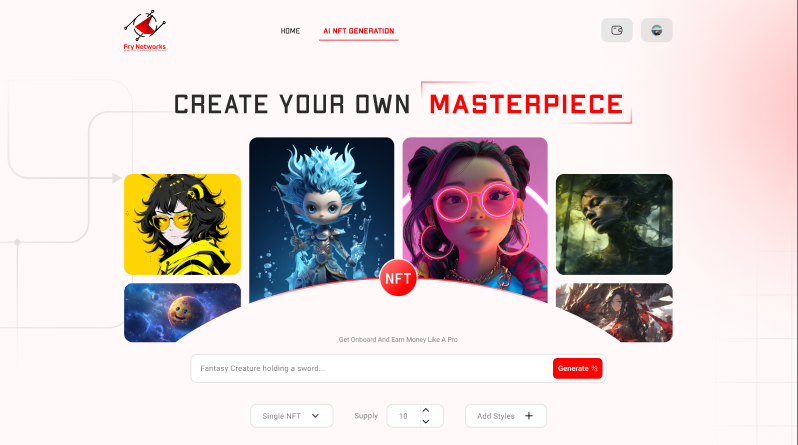 Fry Networks
HOME
AI NFT GENERATION
CREATE YOUR OWN MASTERPIECE
NFT
Get Onboard And Earn Money Like A Pro
Fantasy Creature holding a sword...
Generate
Single NFT
Supply
10
Add Styles